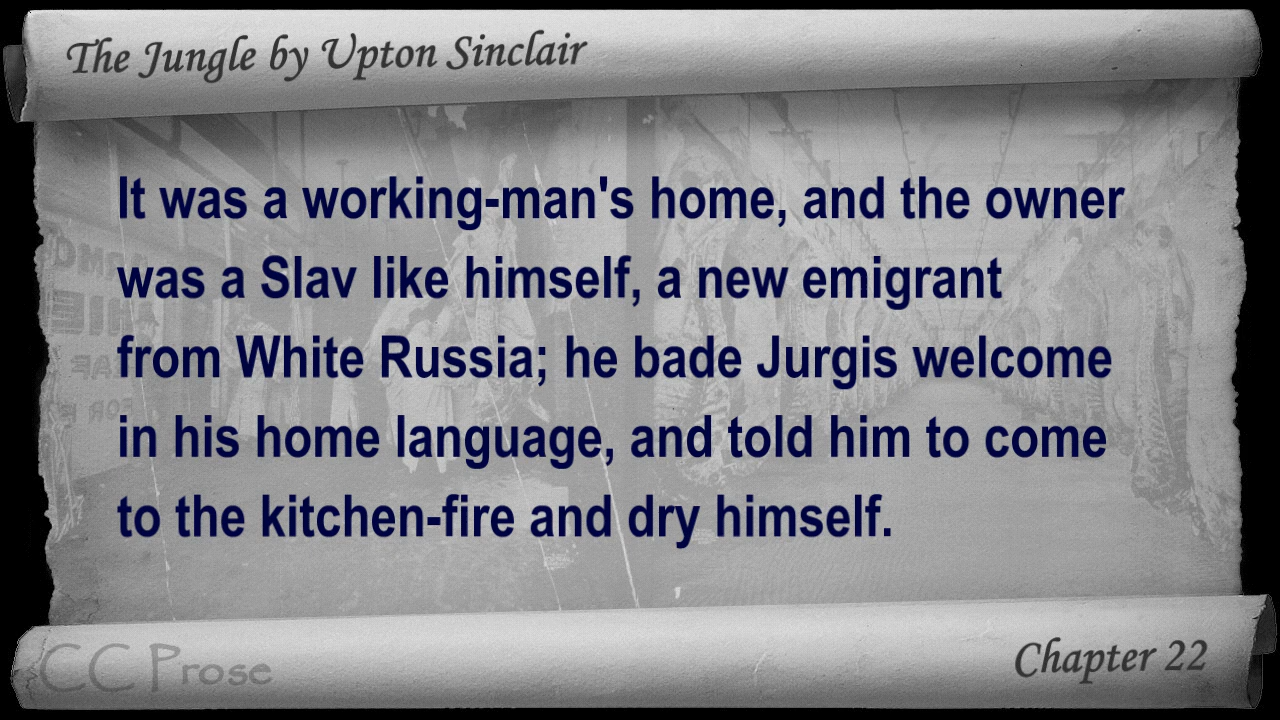 The Jungle by Upton Sinclair
It was a working-man's home, and the owner
was a Slav like himself, a new emigrant
from White Russia; he bade Jurgis welcome
in his home language, and told him to come
to the kitchen-fire and dry himself.
CC Prose
Chapter 22